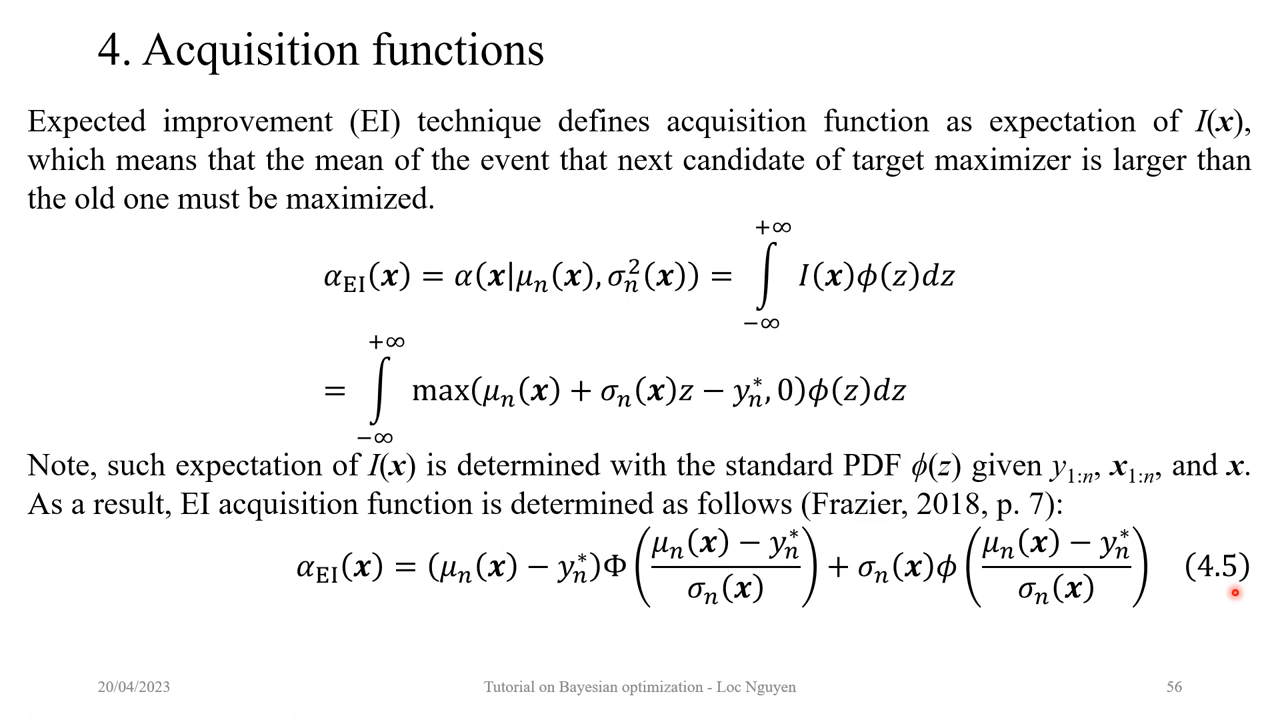 4. Acquisition functions
Expected improvement (EI) technique defines acquisition function as expectation of I(x),
which means that the mean of the event that next candidate of target maximizer is larger than
the old one must be maximized.
α_EI(x) = α(x|μ_n(x), σ_n^2(x)) = ∫_{−∞}^{+∞} I(x)ϕ(z)dz
= ∫_{−∞}^{+∞} max(μ_n(x) + σ_n(x)z − y_n^*, 0)ϕ(z)dz
Note, such expectation of I(x) is determined with the standard PDF ϕ(z) given y_{1:n}, x_{1:n}, and x.
As a result, EI acquisition function is determined as follows (Frazier, 2018, p. 7):
α_EI(x) = (μ_n(x) − y_n^*)Φ((μ_n(x) − y_n^*)/σ_n(x)) + σ_n(x)ϕ((μ_n(x) − y_n^*)/σ_n(x)) (4.5)
20/04/2023 Tutorial on Bayesian optimization - Loc Nguyen 56